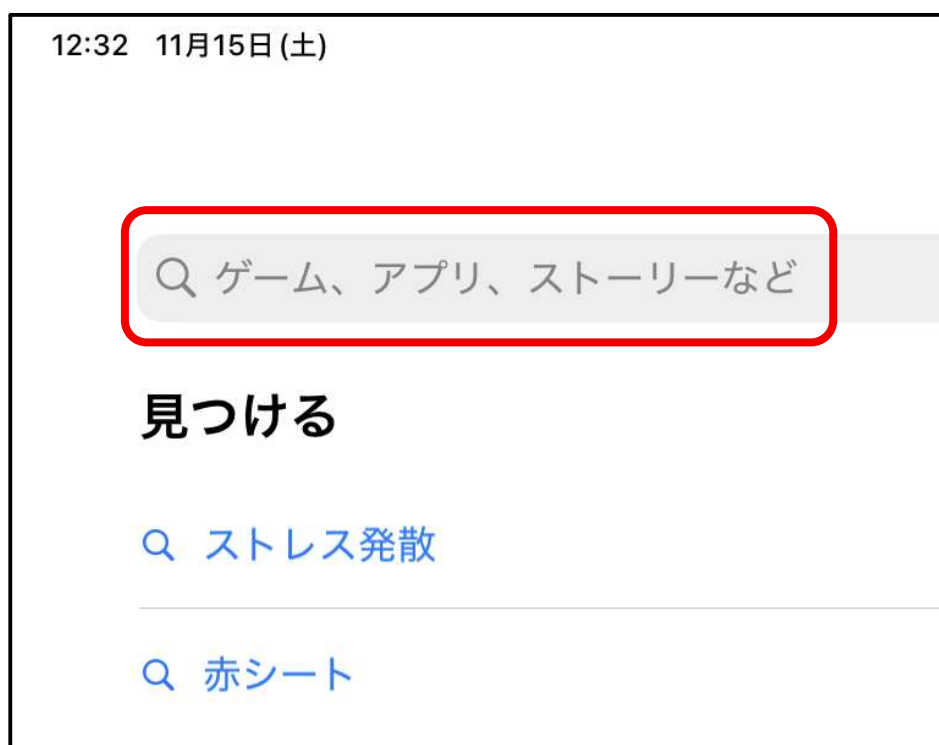 12:32 11月15日(土)
ゲーム、アプリ、ストーリーなど
見つける
ストレス発散
赤シート